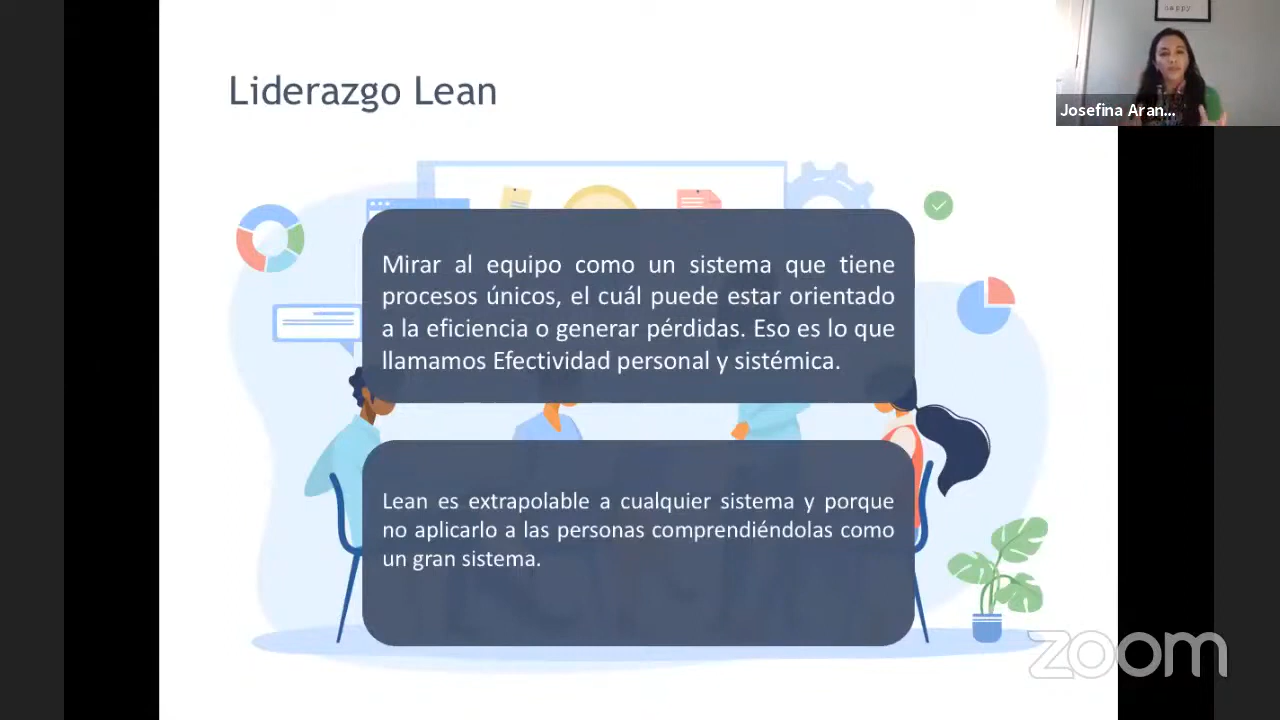 Liderazgo Lean
Josefina Aran...
Mirar al equipo como un sistema que tiene
procesos únicos, el cuál puede estar orientado
a la eficiencia o generar pérdidas. Eso es lo que
llamamos Efectividad personal y sistémica.
Lean es extrapolable a cualquier sistema y porque
no aplicarlo a las personas comprendiéndolas como
un gran sistema.
zoom